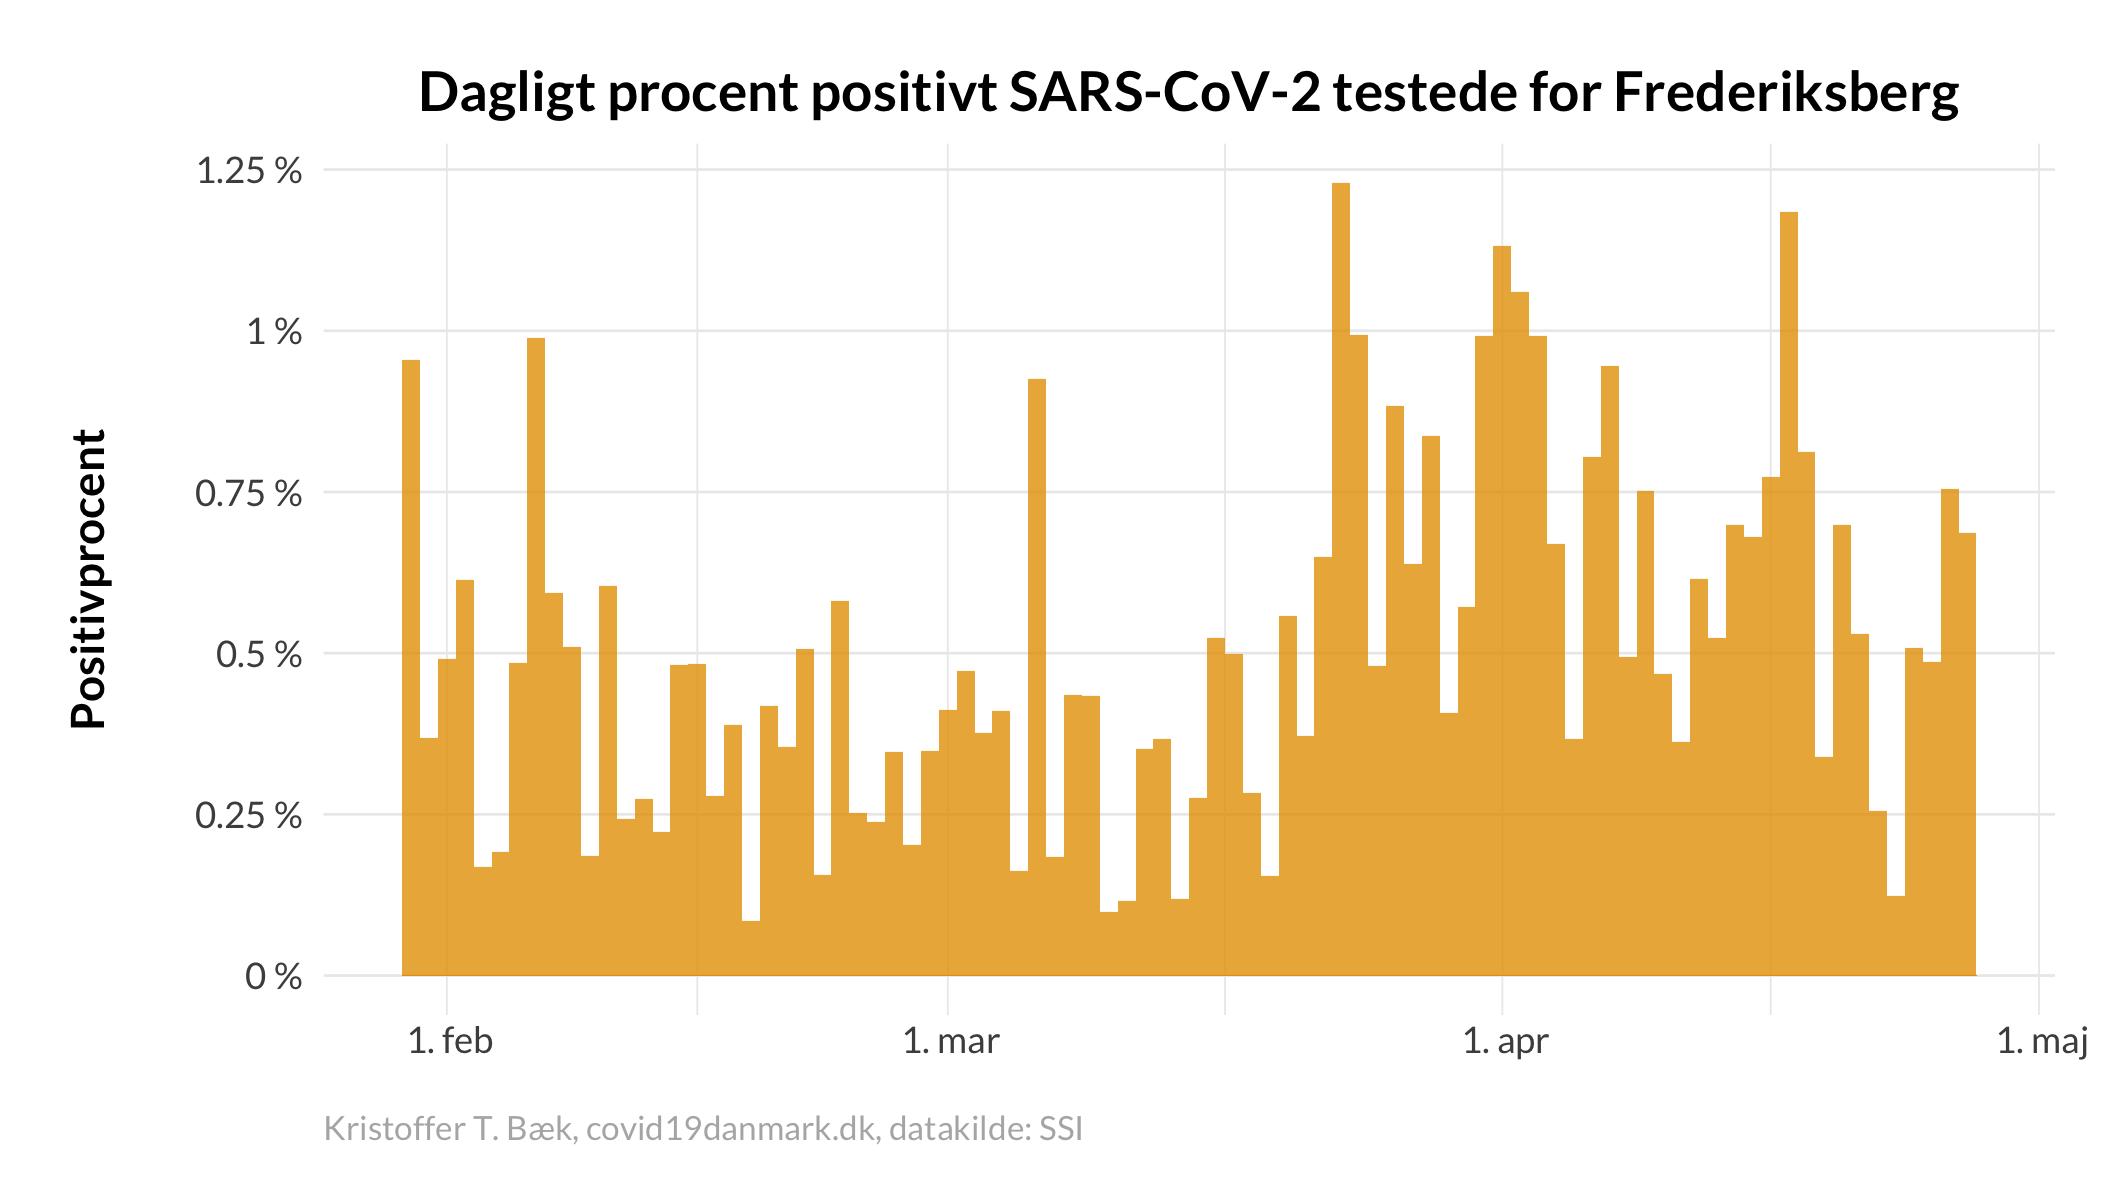 Dagligt procent positivt SARS-CoV-2 testede for Frederiksberg
Positivprocent
1.25 %
1 %
0.75 %
0.5 %
0.25 %
0 %
1. feb
1. mar
1. apr
1. maj
Kristoffer T. Bæk, covid19danmark.dk, datakilde: SSI